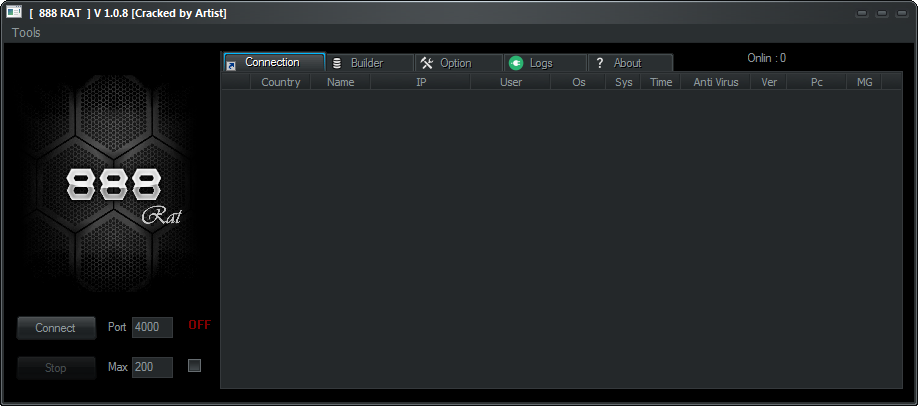 [ 888 RAT ] V 1.0.8 [Cracked by Artist]
Tools
Connection Builder Option Logs ? About Onlin : 0
Country Name IP User Os Sys Time Anti Virus Ver Pc MG
888
Rat
Connect Port 4000 OFF
Stop Max 200